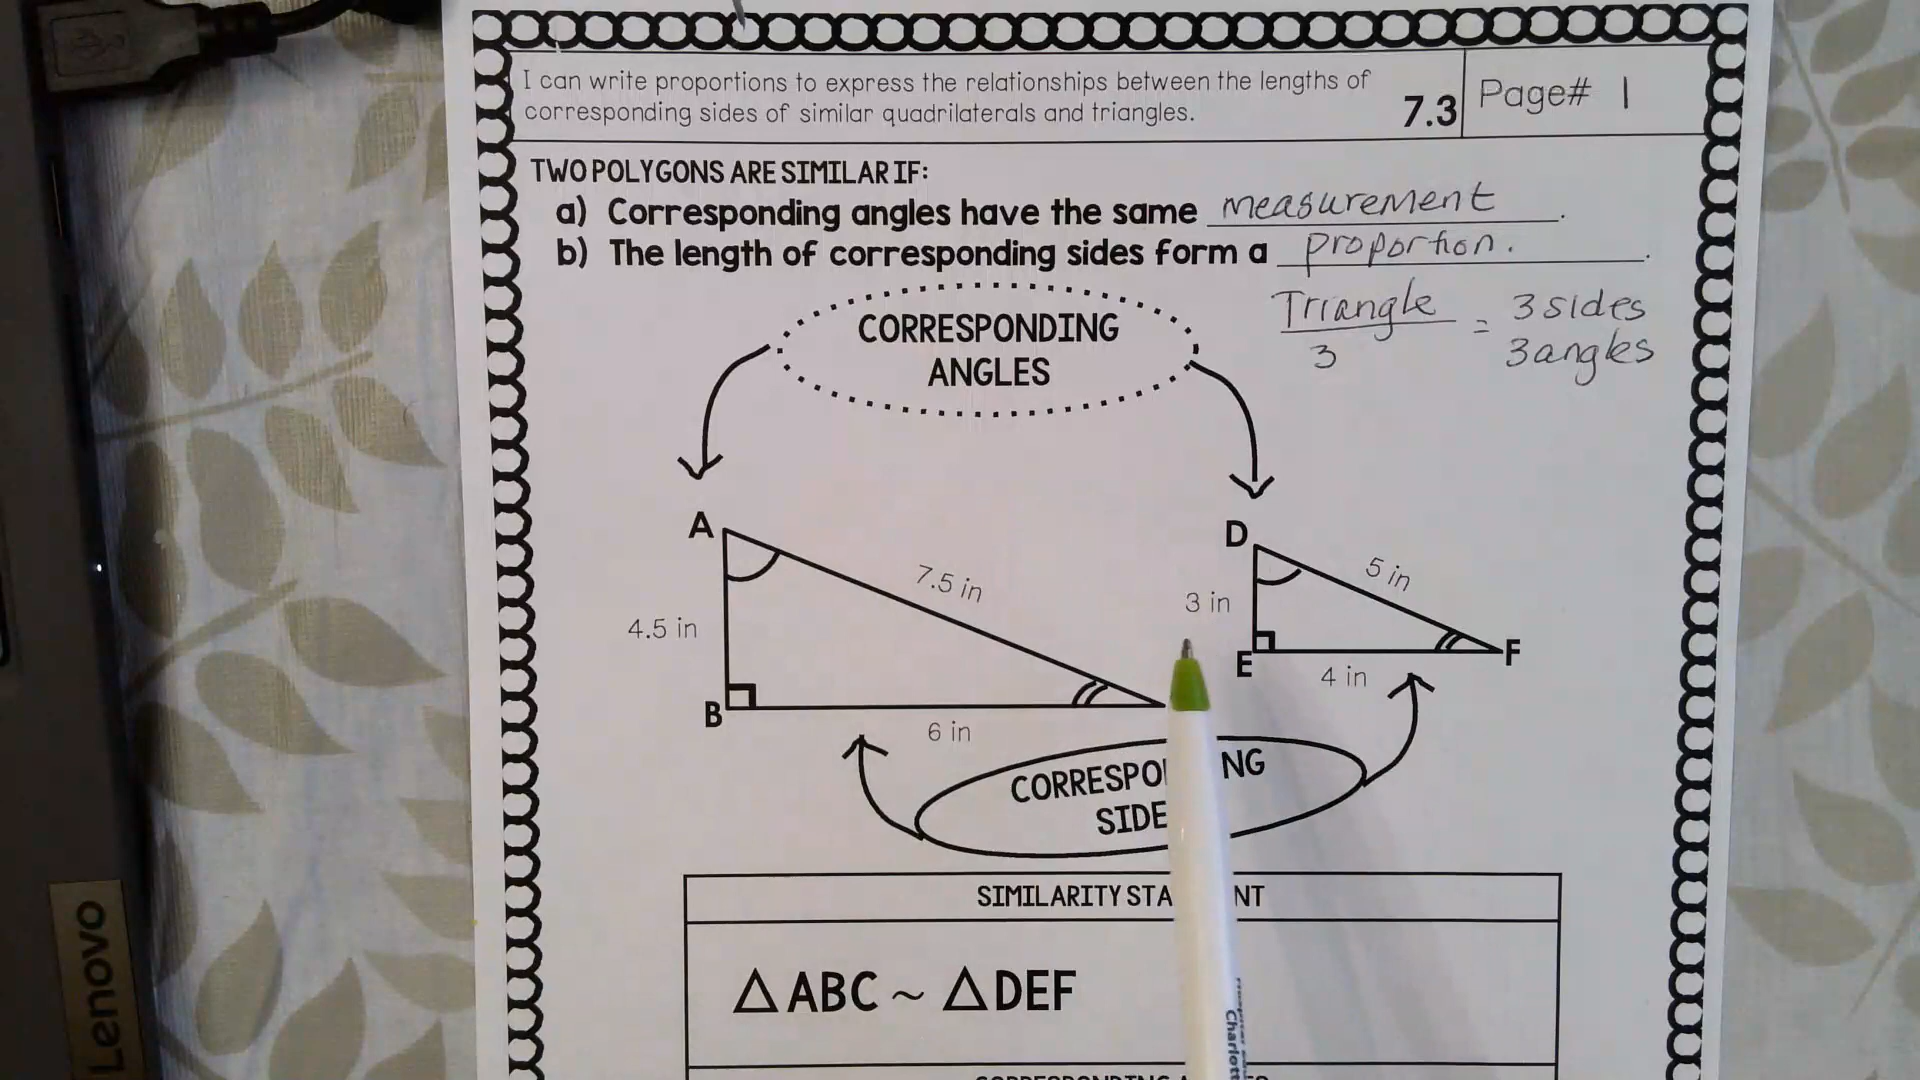 I can write proportions to express the relationships between the lengths of
corresponding sides of similar quadrilaterals and triangles.
7.3
Page# 1
TWO POLYGONS ARE SIMILAR IF:
a) Corresponding angles have the same measurement.
b) The length of corresponding sides form a proportion.
Triangle = 3 sides
3 3 angles
CORRESPONDING
ANGLES
A
7.5 in
4.5 in
B
6 in
D
5 in
3 in
E
F
4 in
CORRESPO NG
SIDE
SIMILARITY STA NT
△ ABC ~ △ DEF
Lenovo
Charlott